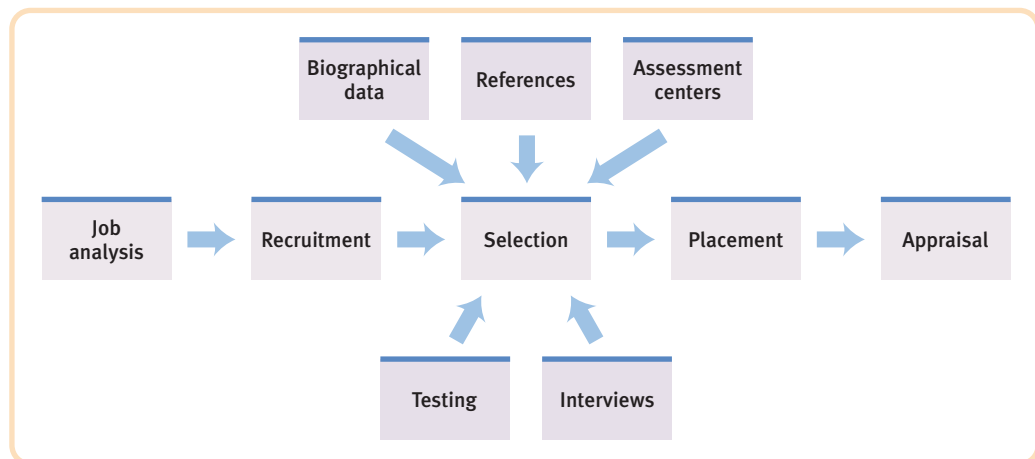 Biographical
data
References
Assessment
centers
Job
analysis
Recruitment
Selection
Placement
Appraisal
Testing
Interviews